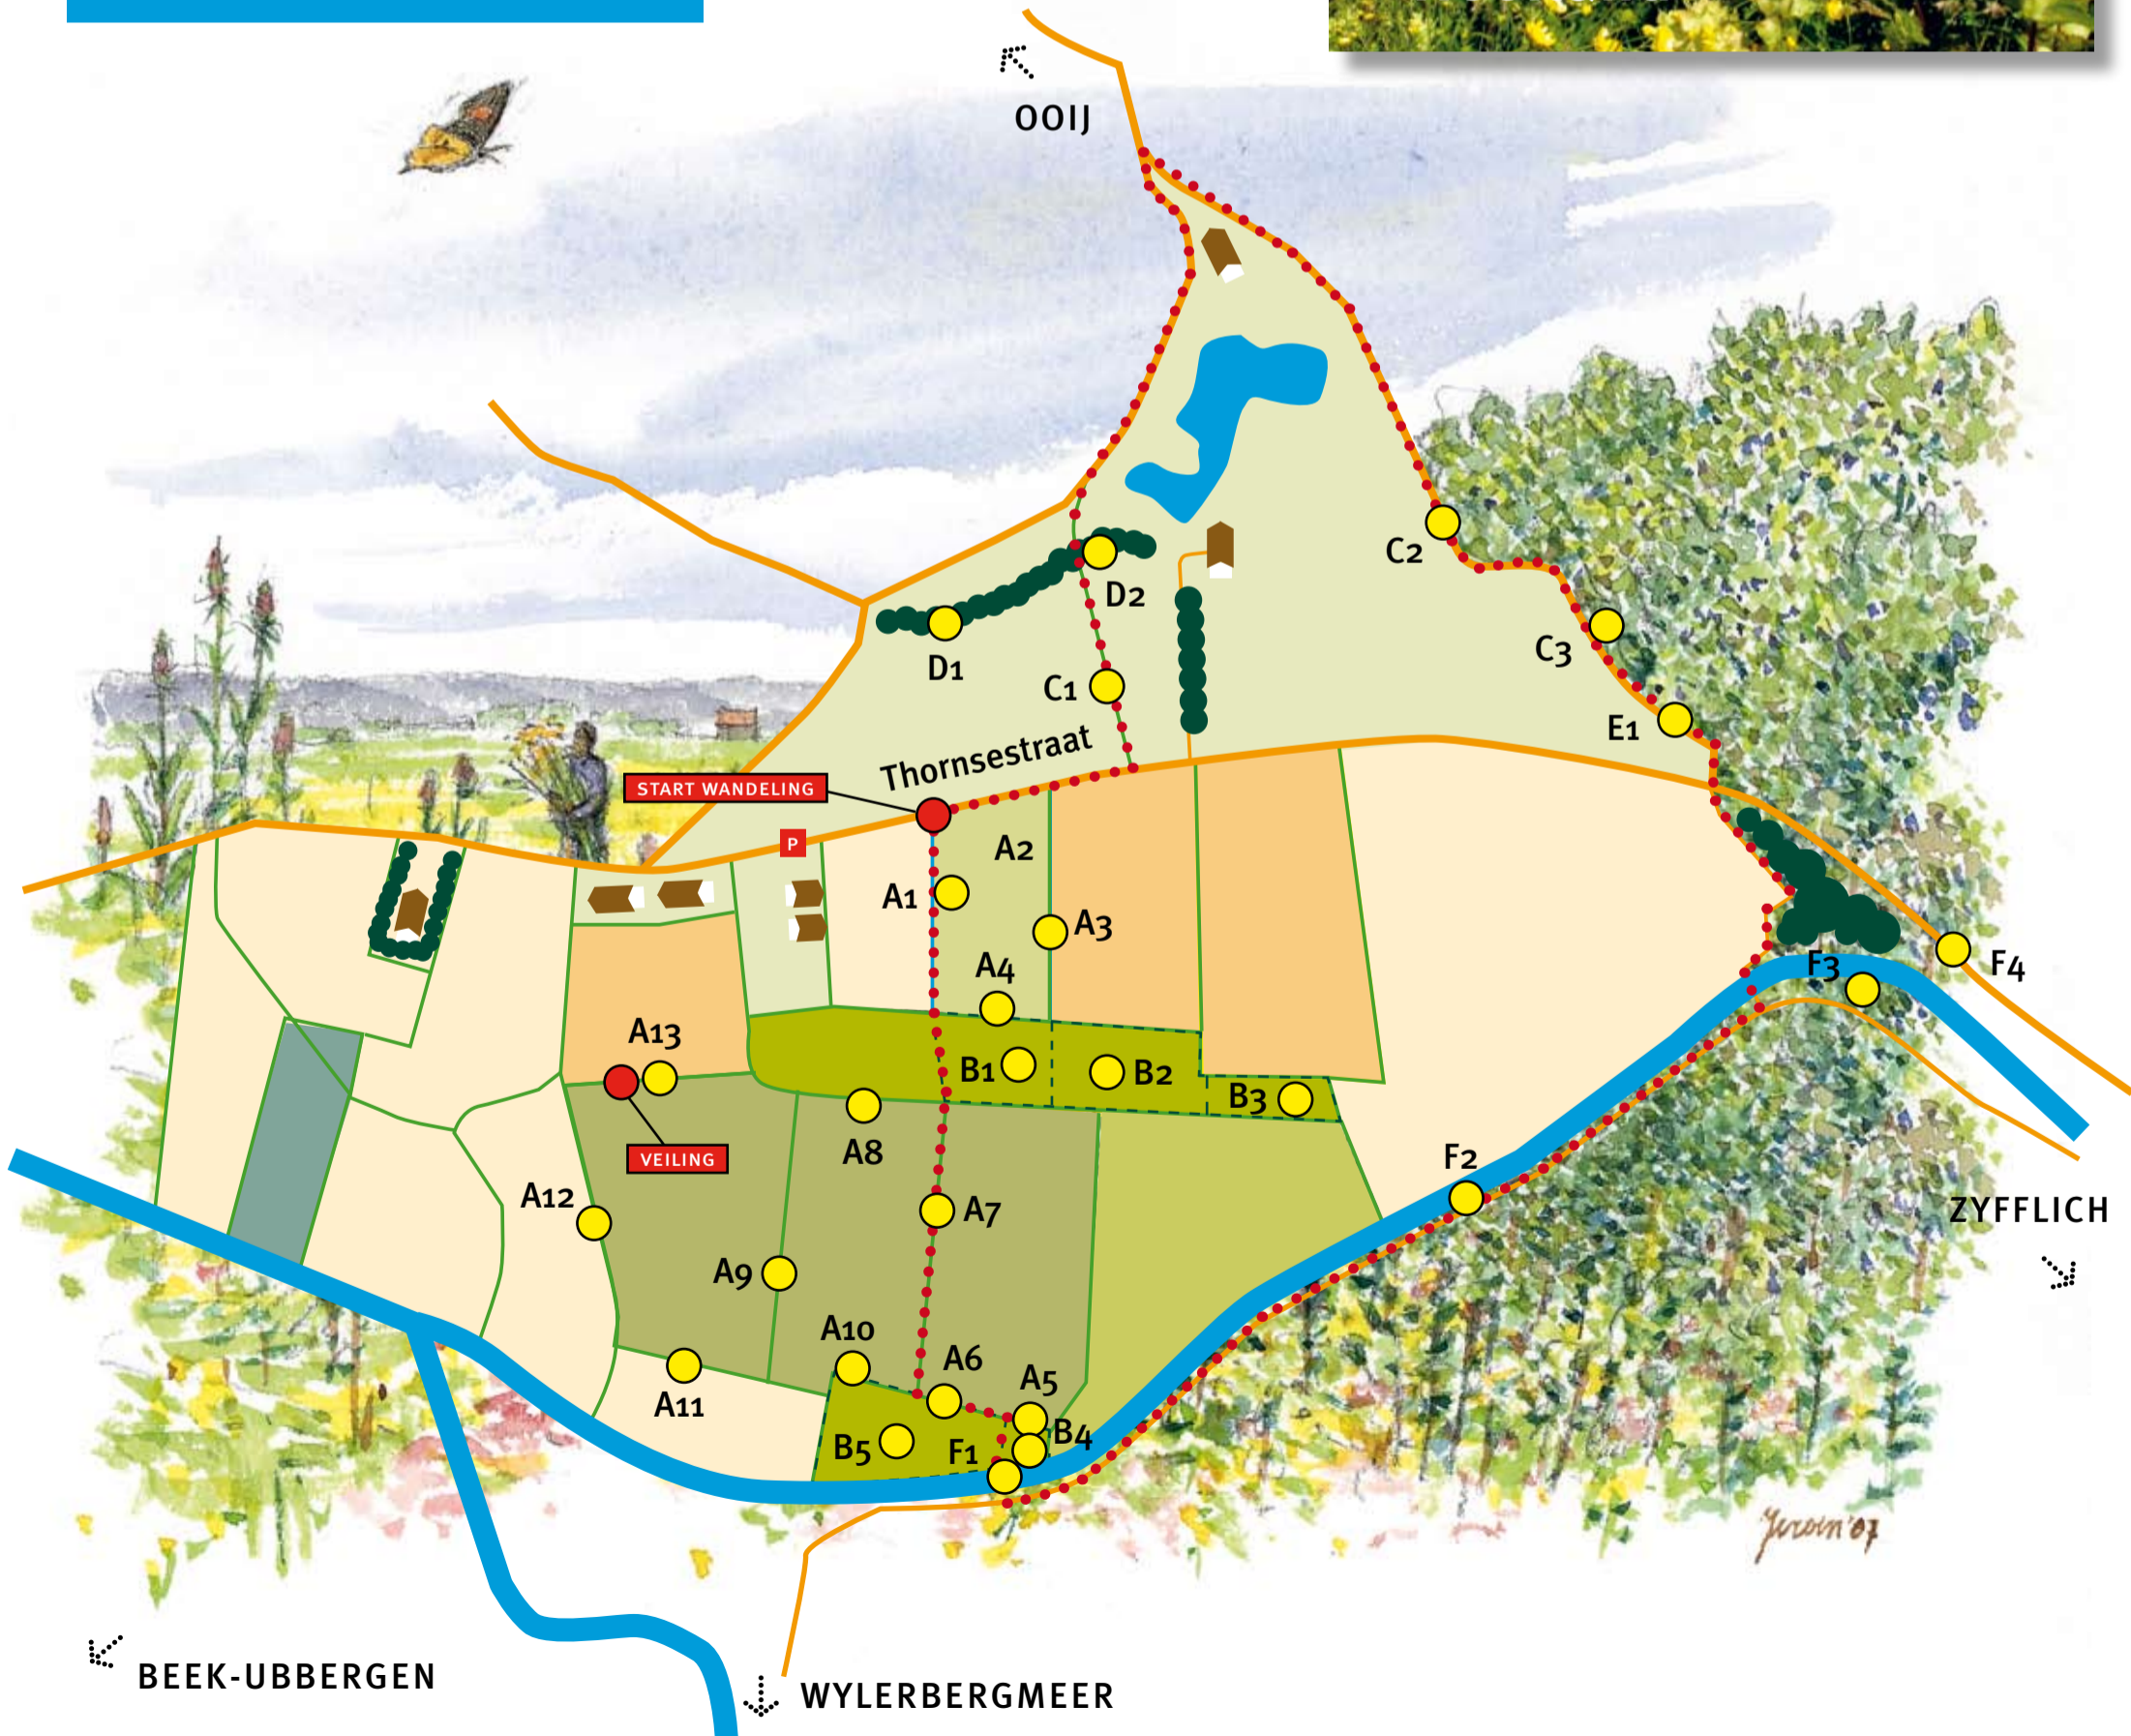 OOIJ
C2
D2
D1
C3
C1
E1
Thornsestraat
START WANDELING
P
A2
A1
A3
A4
F3
F4
A13
B1
B2
B3
VEILING
A8
F2
A12
A7
ZYFFLICH
A9
A10
A6
A5
A11
B4
B5
F1
Jeroen '07
BEEK-UBBERGEN
WYLERBERGMEER